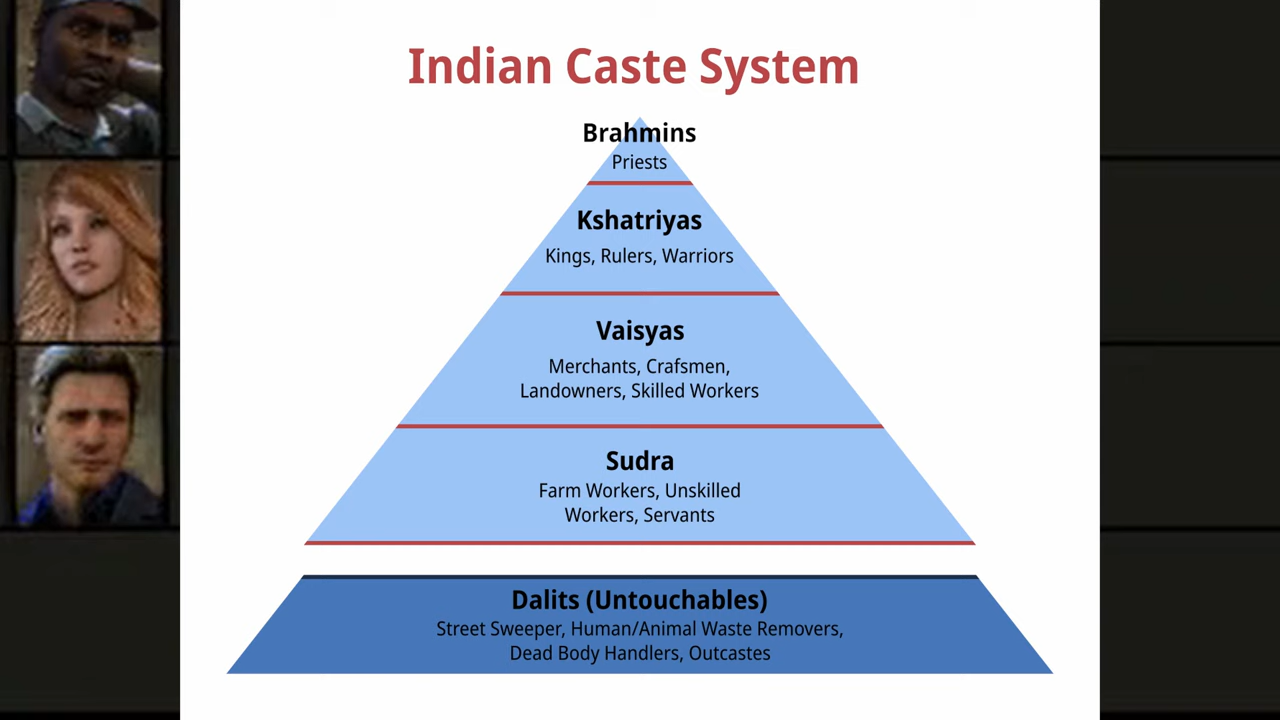 Indian Caste System
Brahmins
Priests
Kshatriyas
Kings, Rulers, Warriors
Vaisyas
Merchants, Crafsmen,
Landowners, Skilled Workers
Sudra
Farm Workers, Unskilled
Workers, Servants
Dalits (Untouchables)
Street Sweeper, Human/Animal Waste Removers,
Dead Body Handlers, Outcastes